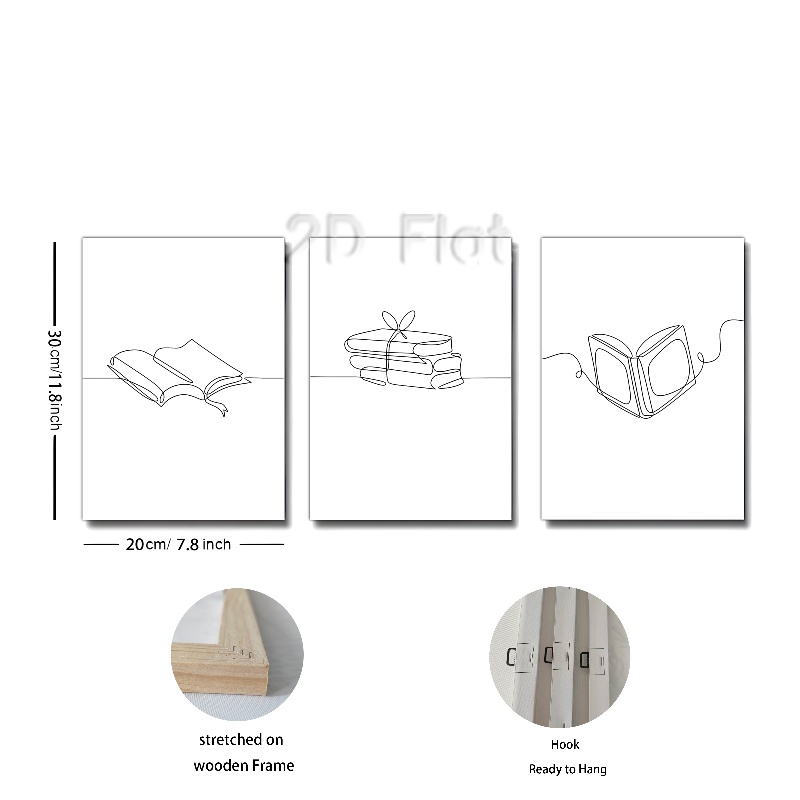 2D Flat
30cm/11.8inch
20cm/ 7.8 inch
stretched on
wooden Frame
Hook
Ready to Hang